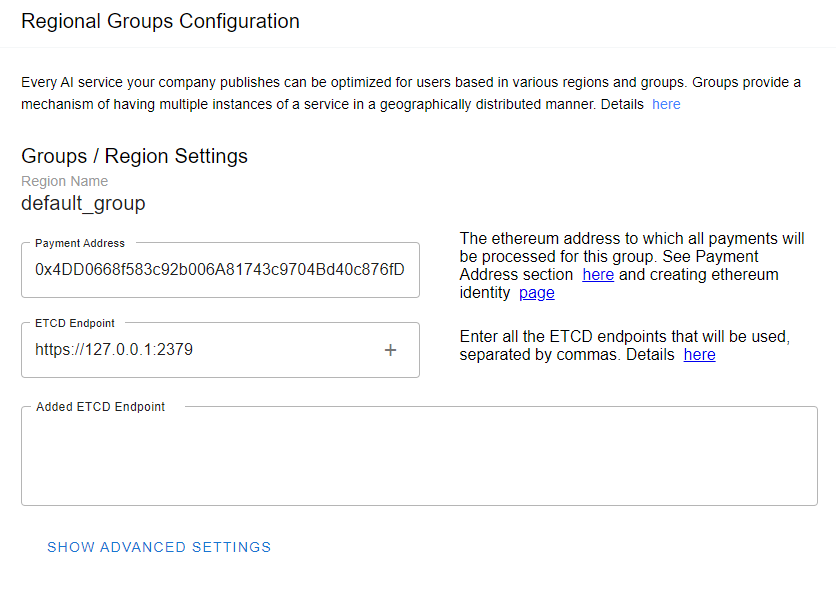 Regional Groups Configuration
Every AI service your company publishes can be optimized for users based in various regions and groups. Groups provide a
mechanism of having multiple instances of a service in a geographically distributed manner. Details here
Groups / Region Settings
Region Name
default_group
Payment Address
0x4DD0668f583c92b006A81743c9704Bd40c876fD
The ethereum address to which all payments will
be processed for this group. See Payment
Address section here and creating ethereum
identity page
ETCD Endpoint
https://127.0.0.1:2379 +
Enter all the ETCD endpoints that will be used,
separated by commas. Details here
Added ETCD Endpoint
SHOW ADVANCED SETTINGS